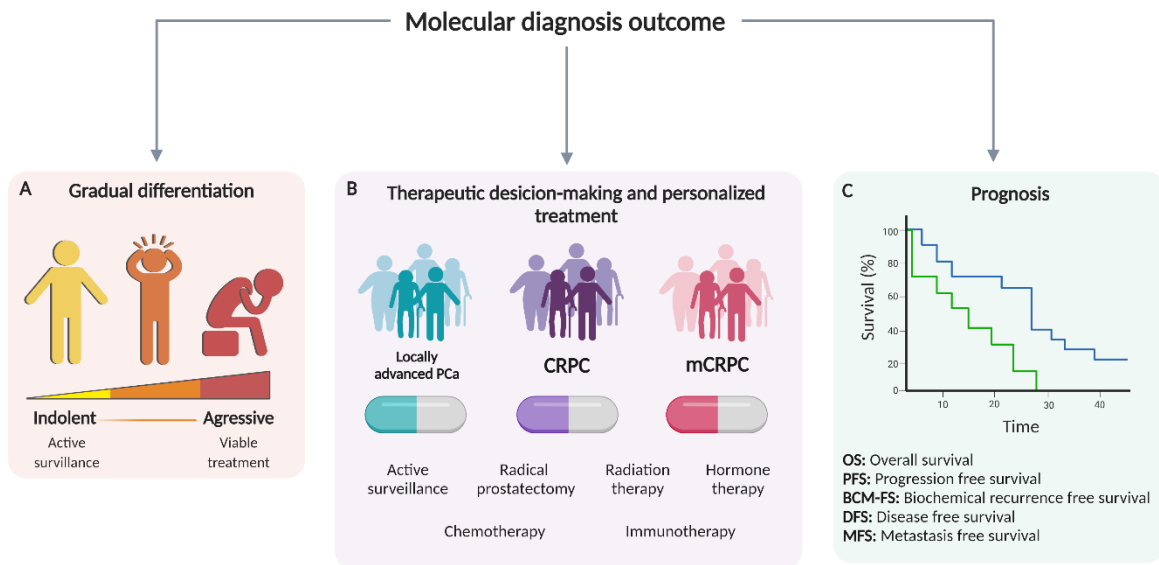 Molecular diagnosis outcome
A
Gradual differentiation
Indolent
Agressive
Active
survillance
Viable
treatment
B
Therapeutic desicion-making and personalized
treatment
Locally
advanced PCa
CRPC
mCRPC
Active
surveillance
Radical
prostatectomy
Radiation
therapy
Hormone
therapy
Chemotherapy
Immunotherapy
C
Prognosis
Survival (%)
100
80
60
40
20
0
10
20
30
40
Time
OS: Overall survival
PFS: Progression free survival
BCM-FS: Biochemical recurrence free survival
DFS: Disease free survival
MFS: Metastasis free survival